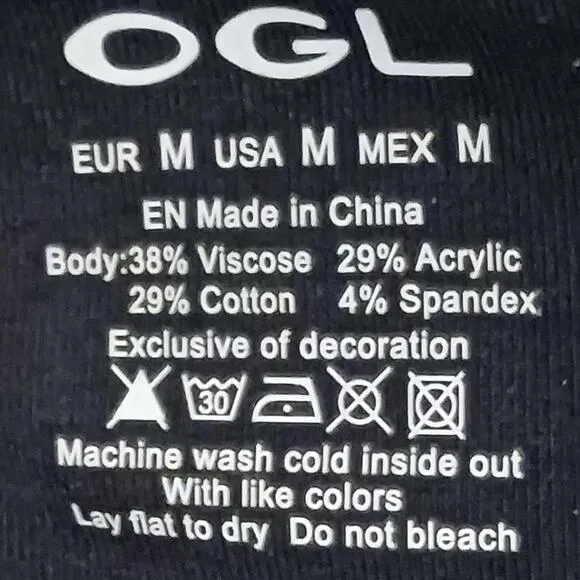 OGL
EUR M USA M MEX M
EN Made in China
Body:38% Viscose 29% Acrylic
29% Cotton 4% Spandex
Exclusive of decoration
30
Machine wash cold inside out
With like colors
Lay flat to dry Do not bleach